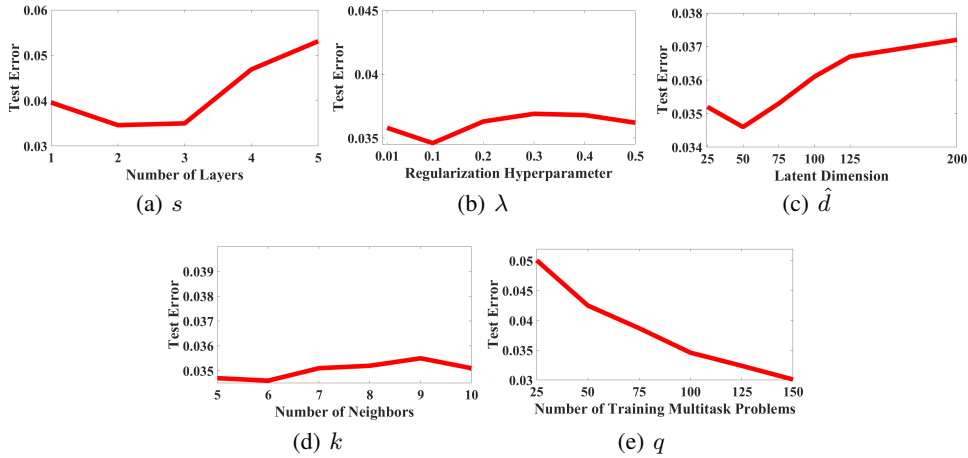 0.06
0.05
0.04
0.03
Test Error
1 2 3 4 5
Number of Layers
(a) s
0.045
0.04
0.035
Test Error
0.01 0.1 0.2 0.3 0.4 0.5
Regularization Hyperparameter
(b) λ
0.038
0.037
0.036
0.035
0.034
Test Error
25 50 75 100 125 200
Latent Dimension
(c) d̂
0.039
0.038
0.037
0.036
0.035
Test Error
5 6 7 8 9 10
Number of Neighbors
(d) k
0.05
0.045
0.04
0.035
0.03
Test Error
25 50 75 100 125 150
Number of Training Multitask Problems
(e) q